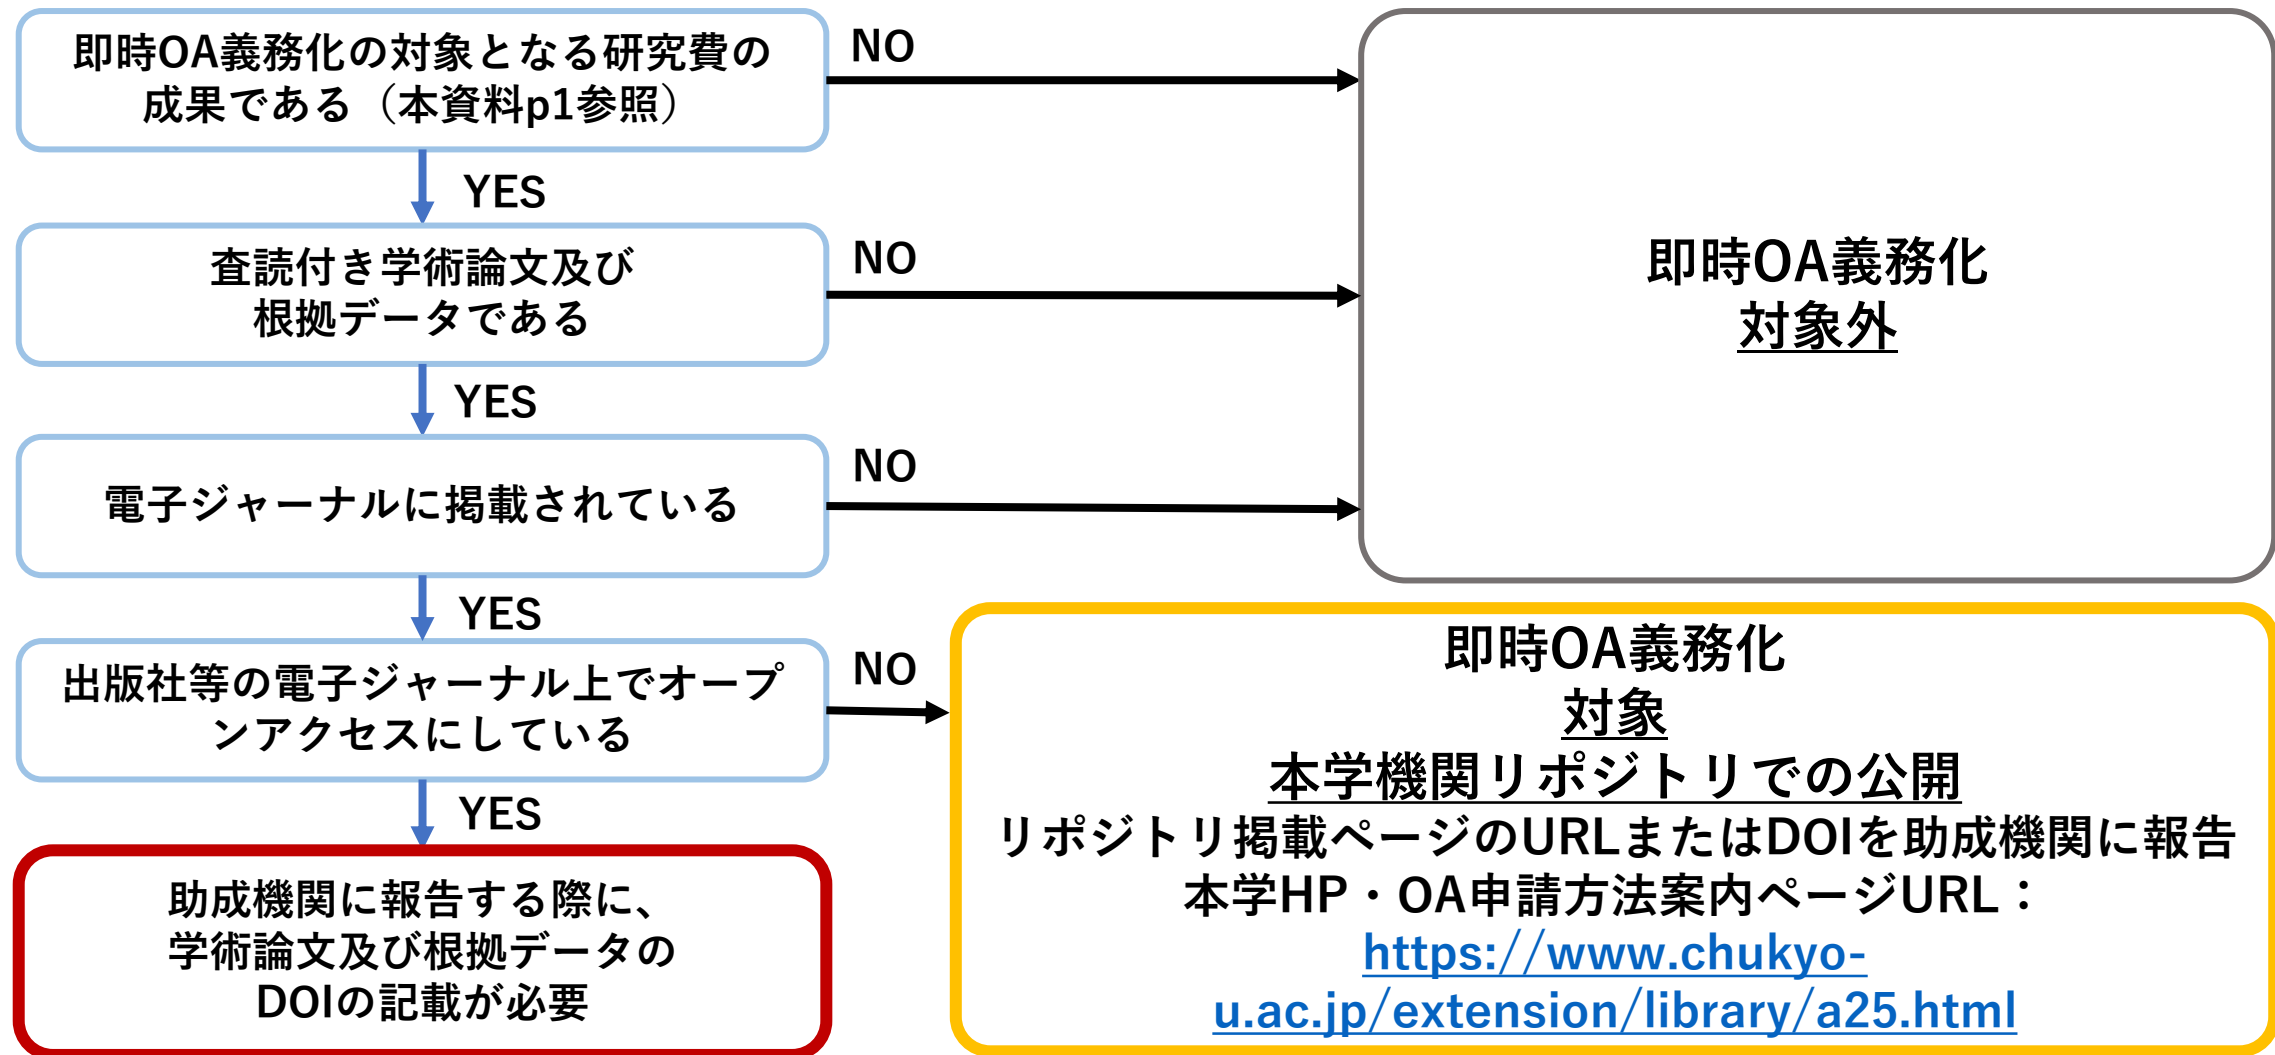 即時OA義務化の対象となる研究費の
成果である（本資料p1参照）
NO
YES
査読付き学術論文及び
根拠データである
NO
YES
電子ジャーナルに掲載されている
NO
YES
出版社等の電子ジャーナル上でオープ
ンアクセスにしている
NO
YES
助成機関に報告する際に、
学術論文及び根拠データの
DOIの記載が必要
即時OA義務化
対象外
即時OA義務化
対象
本学機関リポジトリでの公開
リポジトリ掲載ページのURLまたはDOIを助成機関に報告
本学HP・OA申請方法案内ページURL：
https://www.chukyo-
u.ac.jp/extension/library/a25.html